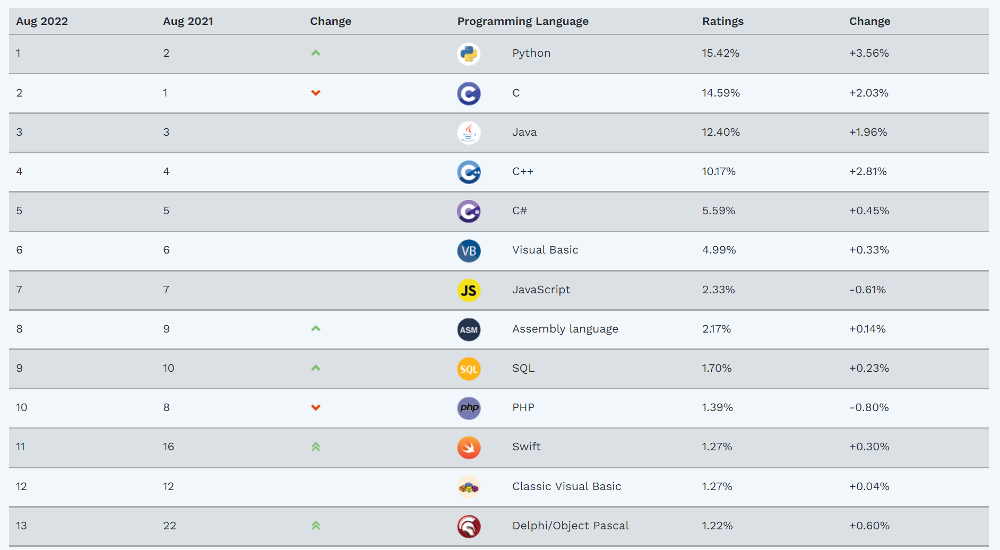 Aug 2022 Aug 2021 Change Programming Language Ratings Change
1 2 Python 15.42% +3.56%
2 1 C C 14.59% +2.03%
3 3 Java 12.40% +1.96%
4 4 C++ C++ 10.17% +2.81%
5 5 C# C# 5.59% +0.45%
6 6 VB Visual Basic 4.99% +0.33%
7 7 JS JavaScript 2.33% -0.61%
8 9 ASM Assembly language 2.17% +0.14%
9 10 SQL SQL 1.70% +0.23%
10 8 php PHP 1.39% -0.80%
11 16 Swift 1.27% +0.30%
12 12 Classic Visual Basic 1.27% +0.04%
13 22 Delphi/Object Pascal 1.22% +0.60%